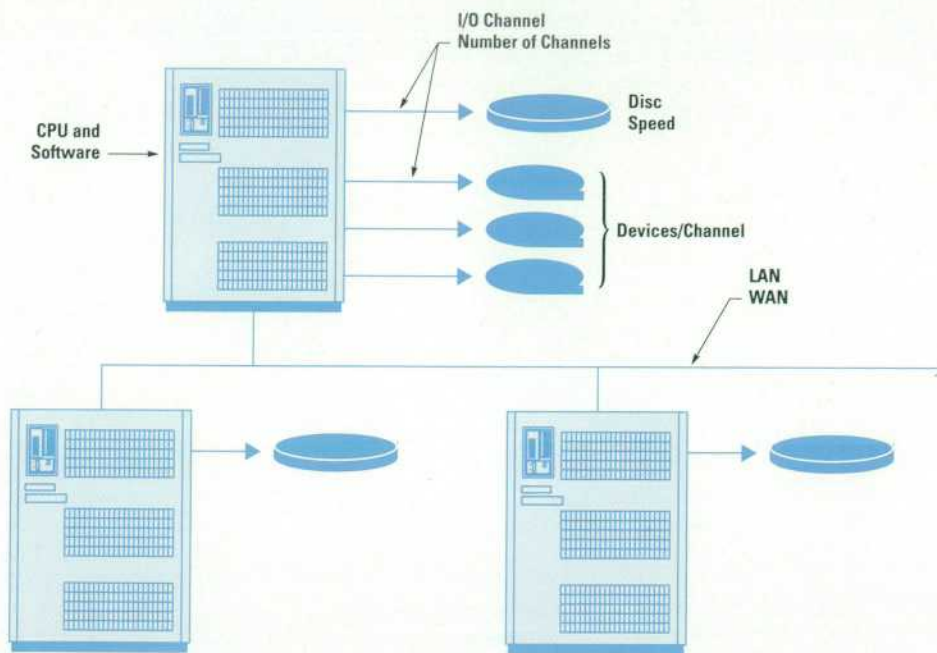 I/O Channel
Number of Channels
Disc
Speed
CPU and
Software
Devices/Channel
LAN
WAN